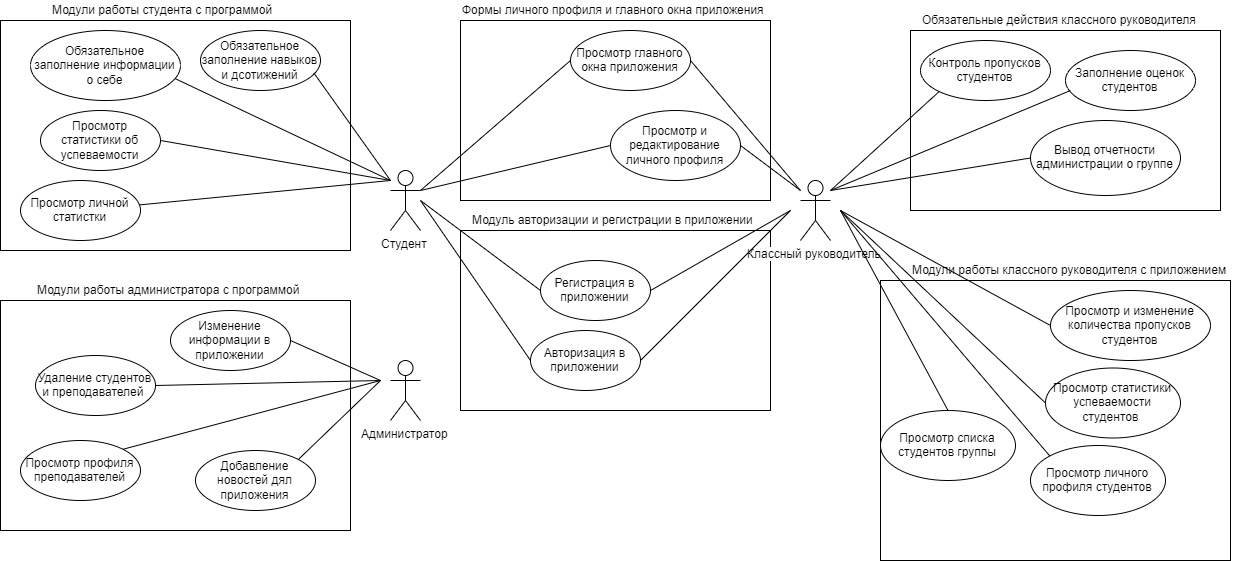 Модули работы студента с программой
Обязательное
заполнение информации
о себе
Обязательное
заполнение навыков
и дсотижений
Просмотр
статистики об
успеваемости
Просмотр личной
статистки
Студент
Формы личного профиля и главного окна приложения
Просмотр главного
окна приложения
Просмотр и
редактирование
личного профиля
Модуль авторизации и регистрации в приложении
Регистрация в
приложении
Авторизация в
приложении
Классный руководитель
Обязательные действия классного руководителя
Контроль пропусков
студентов
Заполнение оценок
студентов
Вывод отчетности
администрации о группе
Модули работы классного руководителя с приложением
Просмотр и изменение
количества пропусков
студентов
Просмотр статистики
успеваемости
студентов
Просмотр списка
студентов группы
Просмотр личного
профиля студентов
Модули работы администратора с программой
Изменение
информации в
приложении
Удаление студентов
и преподавателей
Просмотр профиля
преподавателей
Добавление
новостей дял
приложения
Администратор